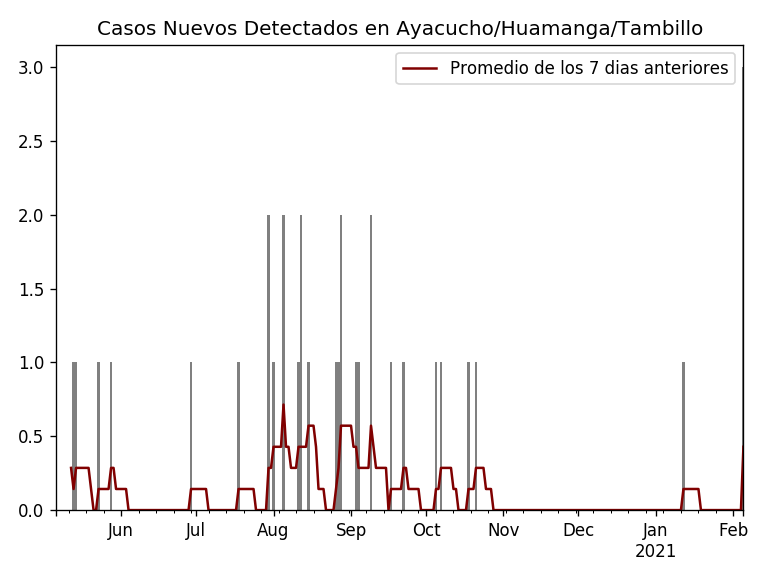 Casos Nuevos Detectados en Ayacucho/Huamanga/Tambillo
Promedio de los 7 dias anteriores
3.0
2.5
2.0
1.5
1.0
0.5
0.0
Jun Jul Aug Sep Oct Nov Dec Jan Feb
2021